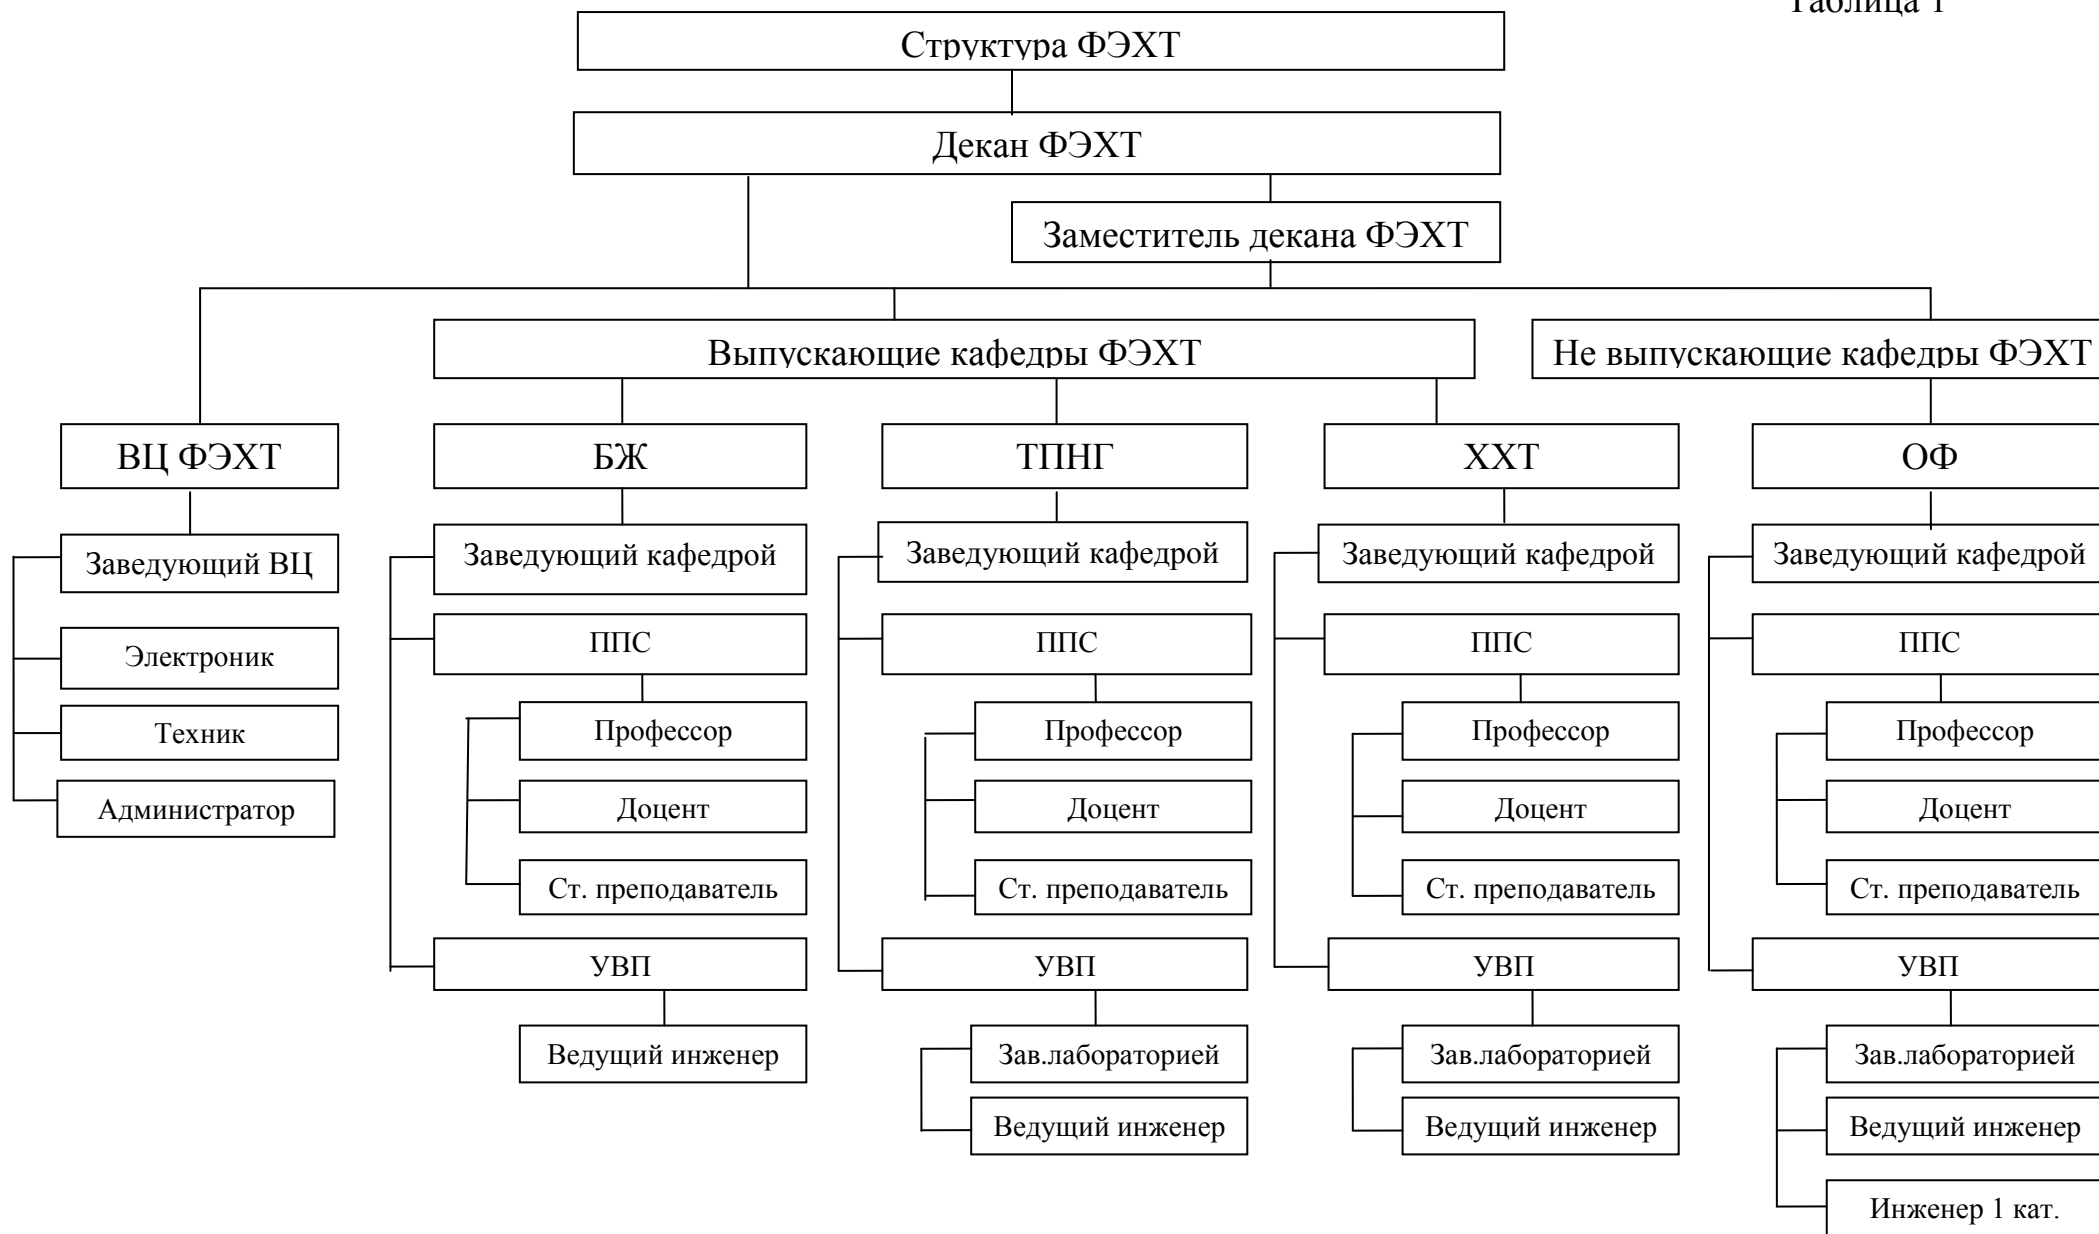 Таблица 1
Структура ФЭХТ
Декан ФЭХТ
Заместитель декана ФЭХТ
Выпускающие кафедры ФЭХТ
Не выпускающие кафедры ФЭХТ
ВЦ ФЭХТ
БЖ
ТПНГ
ХХТ
ОФ
Заведующий ВЦ
Заведующий кафедрой
Заведующий кафедрой
Заведующий кафедрой
Заведующий кафедрой
Электроник
ППС
ППС
ППС
ППС
Техник
Профессор
Профессор
Профессор
Профессор
Администратор
Доцент
Доцент
Доцент
Доцент
Ст. преподаватель
Ст. преподаватель
Ст. преподаватель
Ст. преподаватель
УВП
УВП
УВП
УВП
Ведущий инженер
Зав.лабораторией
Зав.лабораторией
Зав.лабораторией
Ведущий инженер
Ведущий инженер
Ведущий инженер
Инженер 1 кат.